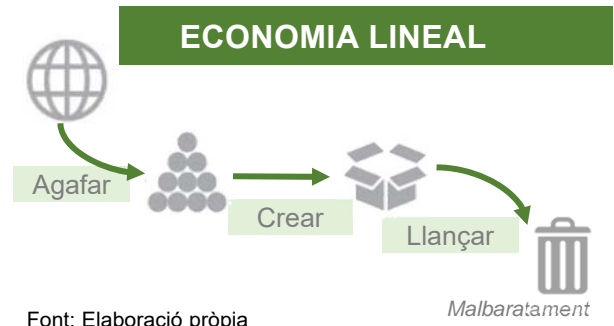 ECONOMIA LINEAL
Agafar
Crear
Llançar
Malbaratament
Font: Elaboració pròpia